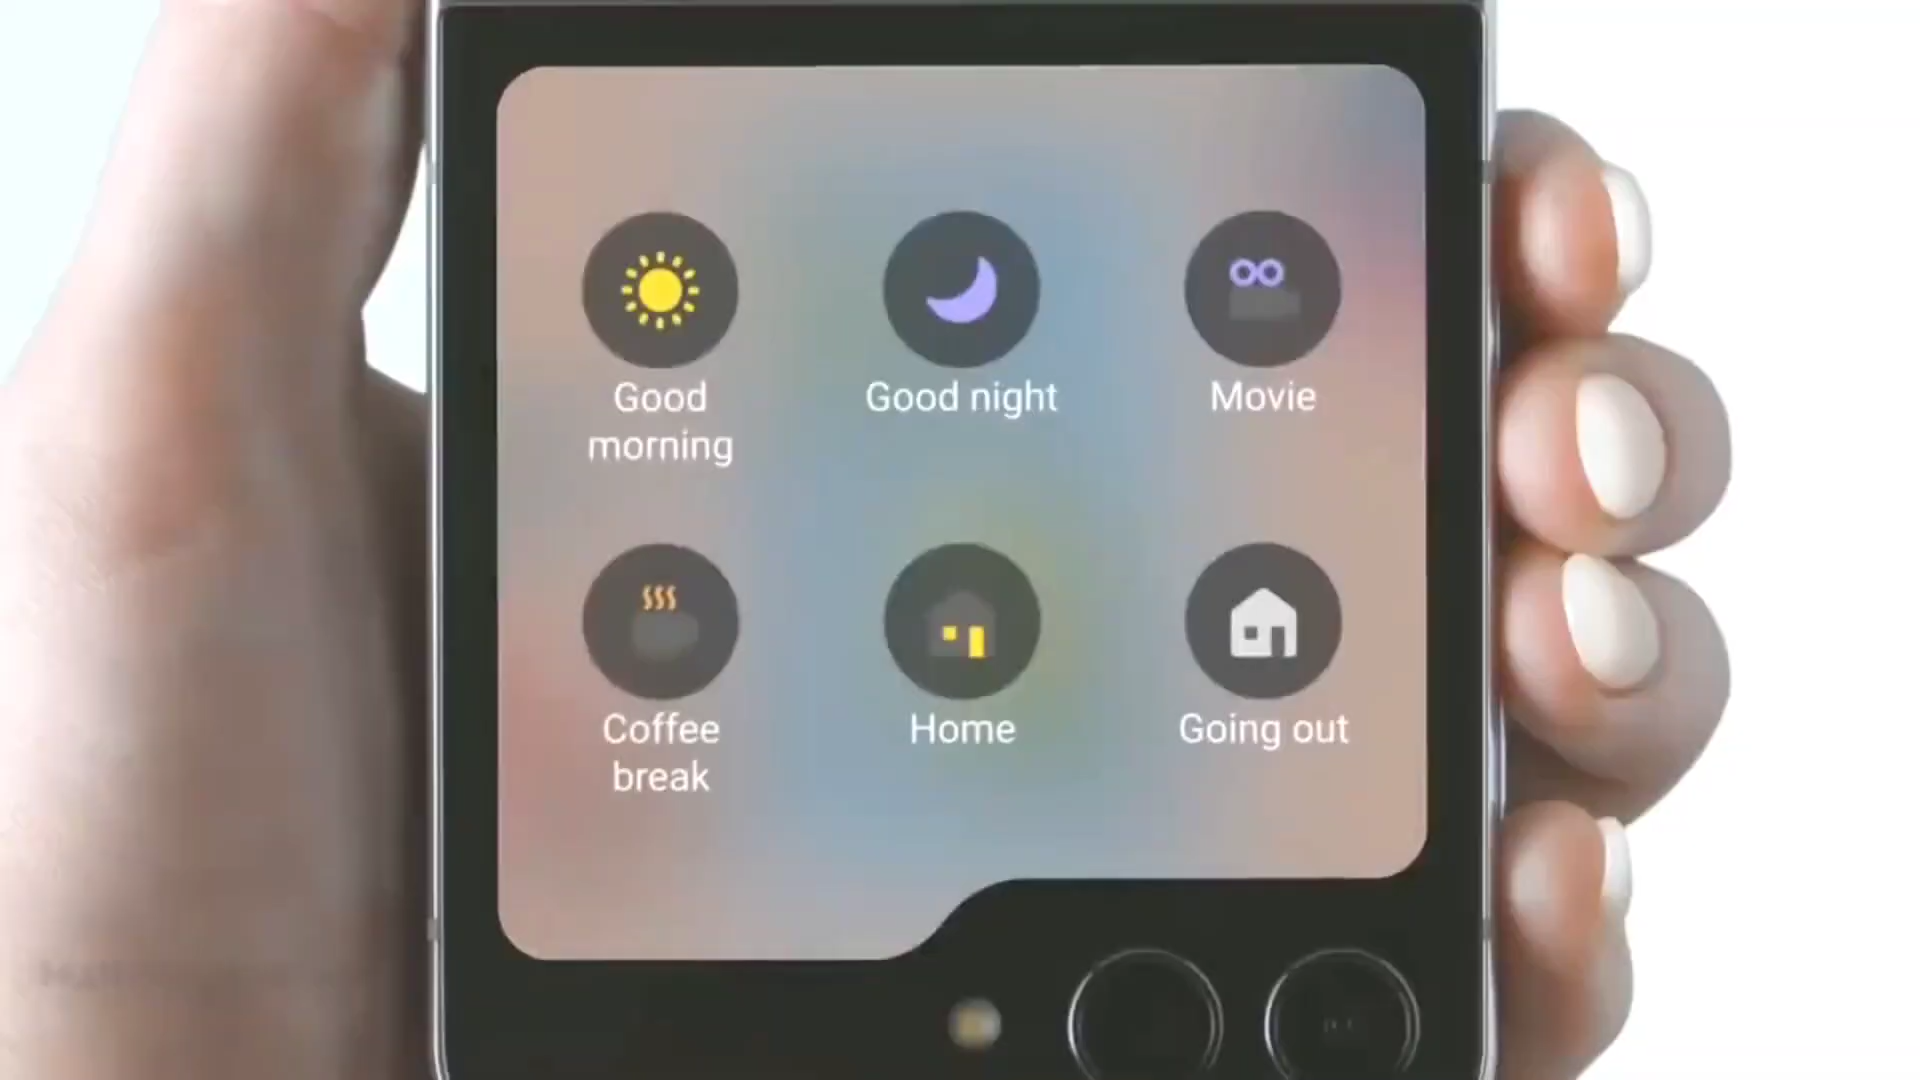 Good
morning
Good night
Movie
Coffee
break
Home
Going out